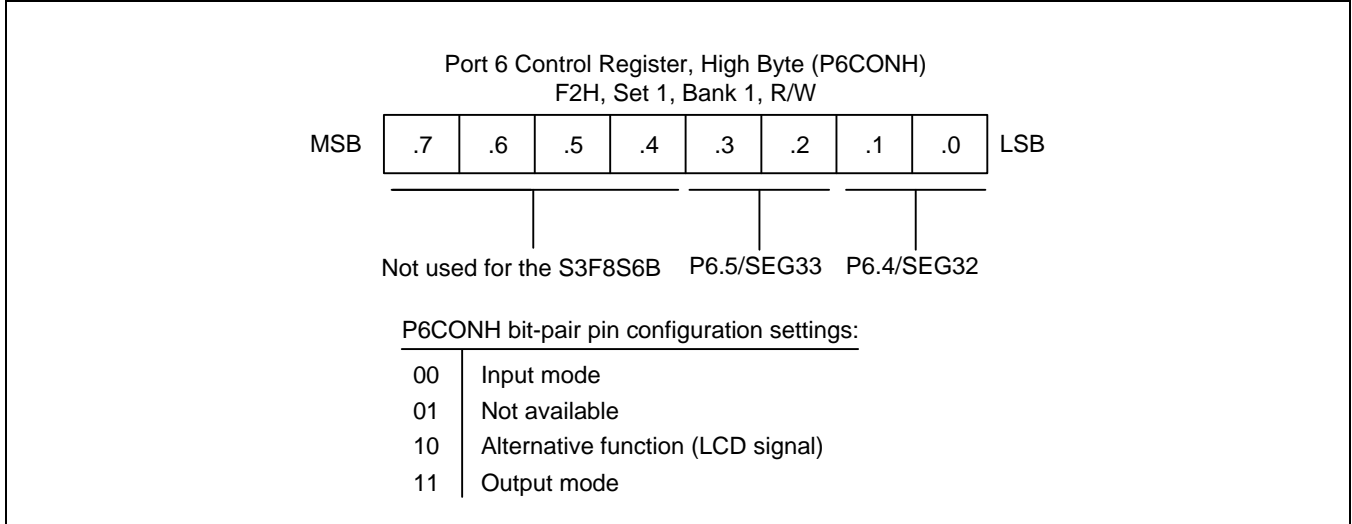 Port 6 Control Register, High Byte (P6CONH)
F2H, Set 1, Bank 1, R/W
MSB .7 .6 .5 .4 .3 .2 .1 .0 LSB
Not used for the S3F8S6B P6.5/SEG33 P6.4/SEG32
P6CONH bit-pair pin configuration settings:
00 Input mode
01 Not available
10 Alternative function (LCD signal)
11 Output mode